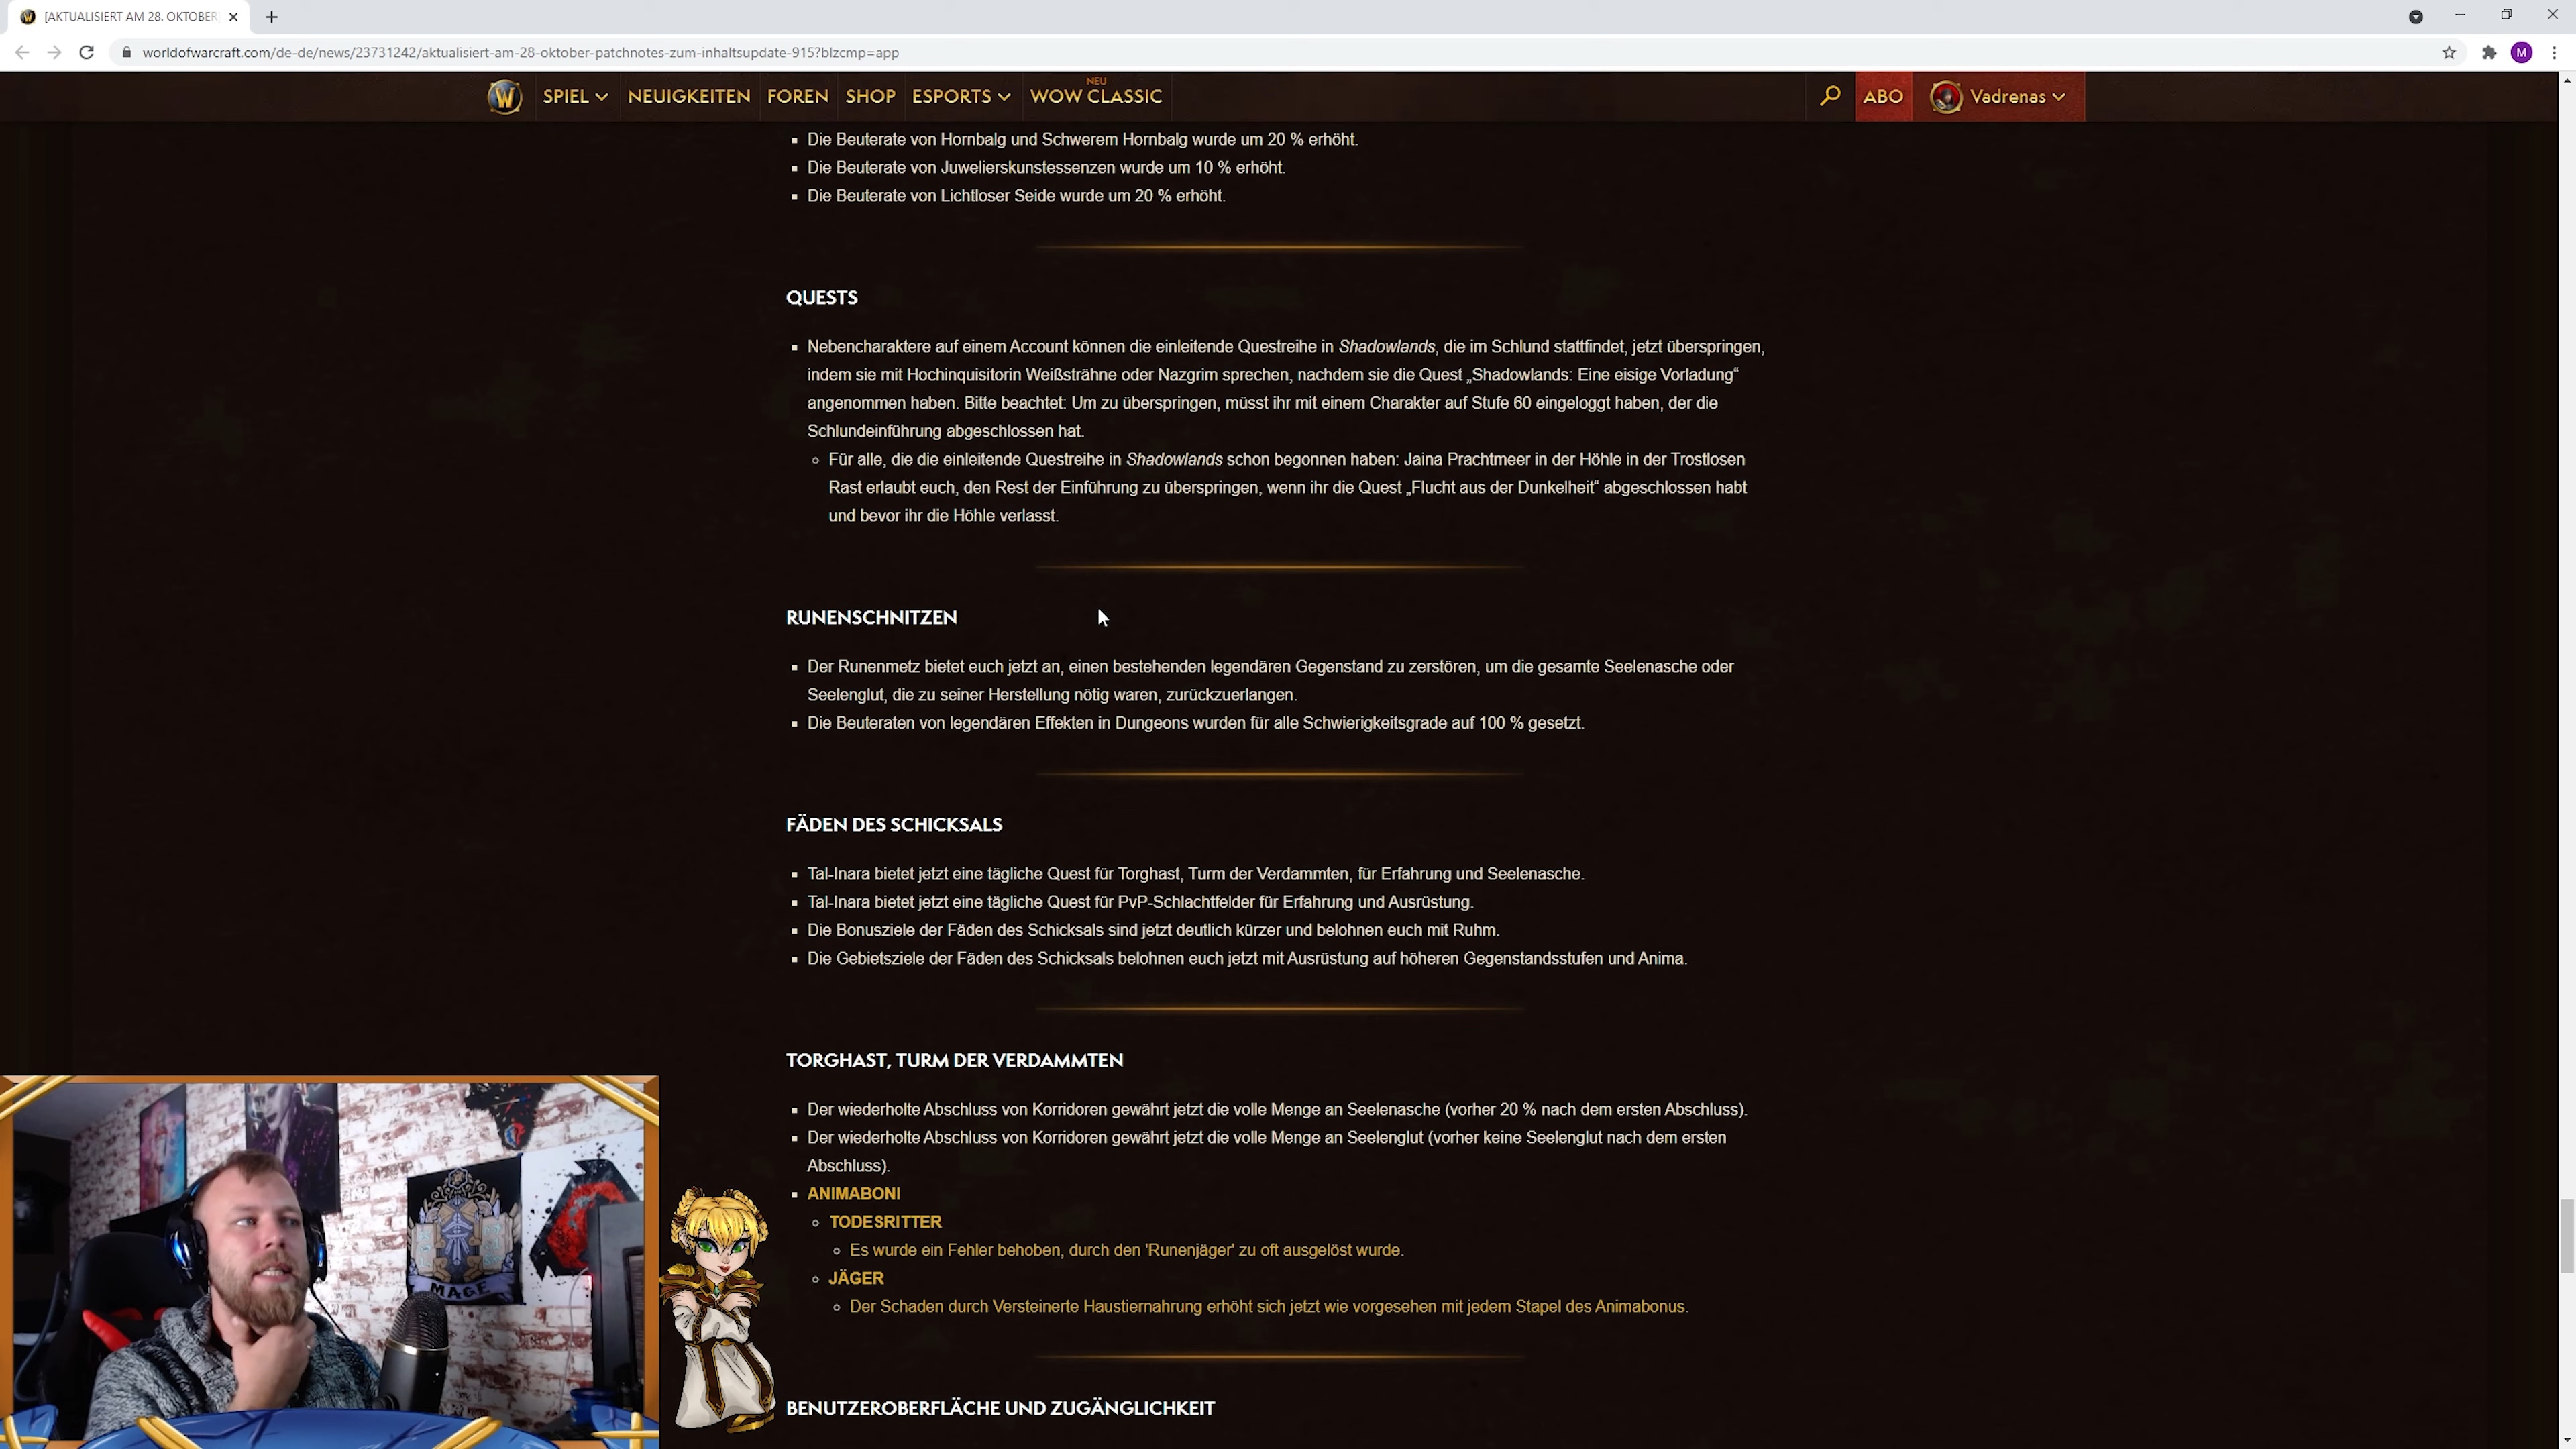 [AKTUALISIERT AM 28. OKTOBER
worldofwarcraft.com/de-de/news/23731242/aktualisiert-am-28-oktober-patchnotes-zum-inhaltsupdate-915?blzcmp=app
M
W
SPIEL
NEUIGKEITEN
FOREN
SHOP
ESPORTS
NEU
WOW CLASSIC
ABO
Vadrenas
Die Beuterate von Hornbalg und Schwerem Hornbalg wurde um 20 % erhöht.
Die Beuterate von Juwelierskunstessenzen wurde um 10 % erhöht.
Die Beuterate von Lichtloser Seide wurde um 20 % erhöht.
QUESTS
Nebencharaktere auf einem Account können die einleitende Questreihe in Shadowlands, die im Schlund stattfindet, jetzt überspringen,
indem sie mit Hochinquisitorin Weißsträhne oder Nazgrim sprechen, nachdem sie die Quest „Shadowlands: Eine eisige Vorladung“
angenommen haben. Bitte beachtet: Um zu überspringen, müsst ihr mit einem Charakter auf Stufe 60 eingeloggt haben, der die
Schlundeinführung abgeschlossen hat.
Für alle, die die einleitende Questreihe in Shadowlands schon begonnen haben: Jaina Prachtmeer in der Höhle in der Trostlosen
Rast erlaubt euch, den Rest der Einführung zu überspringen, wenn ihr die Quest „Flucht aus der Dunkelheit“ abgeschlossen habt
und bevor ihr die Höhle verlasst.
RUNENSCHNITZEN
Der Runenmetz bietet euch jetzt an, einen bestehenden legendären Gegenstand zu zerstören, um die gesamte Seelenasche oder
Seelenglut, die zu seiner Herstellung nötig waren, zurückzuerlangen.
Die Beuteraten von legendären Effekten in Dungeons wurden für alle Schwierigkeitsgrade auf 100 % gesetzt.
FÄDEN DES SCHICKSALS
Tal-Inara bietet jetzt eine tägliche Quest für Torghast, Turm der Verdammten, für Erfahrung und Seelenasche.
Tal-Inara bietet jetzt eine tägliche Quest für PvP-Schlachtfelder für Erfahrung und Ausrüstung.
Die Bonusziele der Fäden des Schicksals sind jetzt deutlich kürzer und belohnen euch mit Ruhm.
Die Gebietsziele der Fäden des Schicksals belohnen euch jetzt mit Ausrüstung auf höheren Gegenstandsstufen und Anima.
TORGHAST, TURM DER VERDAMMTEN
Der wiederholte Abschluss von Korridoren gewährt jetzt die volle Menge an Seelenasche (vorher 20 % nach dem ersten Abschluss).
Der wiederholte Abschluss von Korridoren gewährt jetzt die volle Menge an Seelenglut (vorher keine Seelenglut nach dem ersten
Abschluss).
ANIMABONI
TODESRITTER
Es wurde ein Fehler behoben, durch den 'Runenjäger' zu oft ausgelöst wurde.
JÄGER
Der Schaden durch Versteinerte Haustiernahrung erhöht sich jetzt wie vorgesehen mit jedem Stapel des Animabonus.
MAGE
BENUTZEROBERFLÄCHE UND ZUGÄNGLICHKEIT